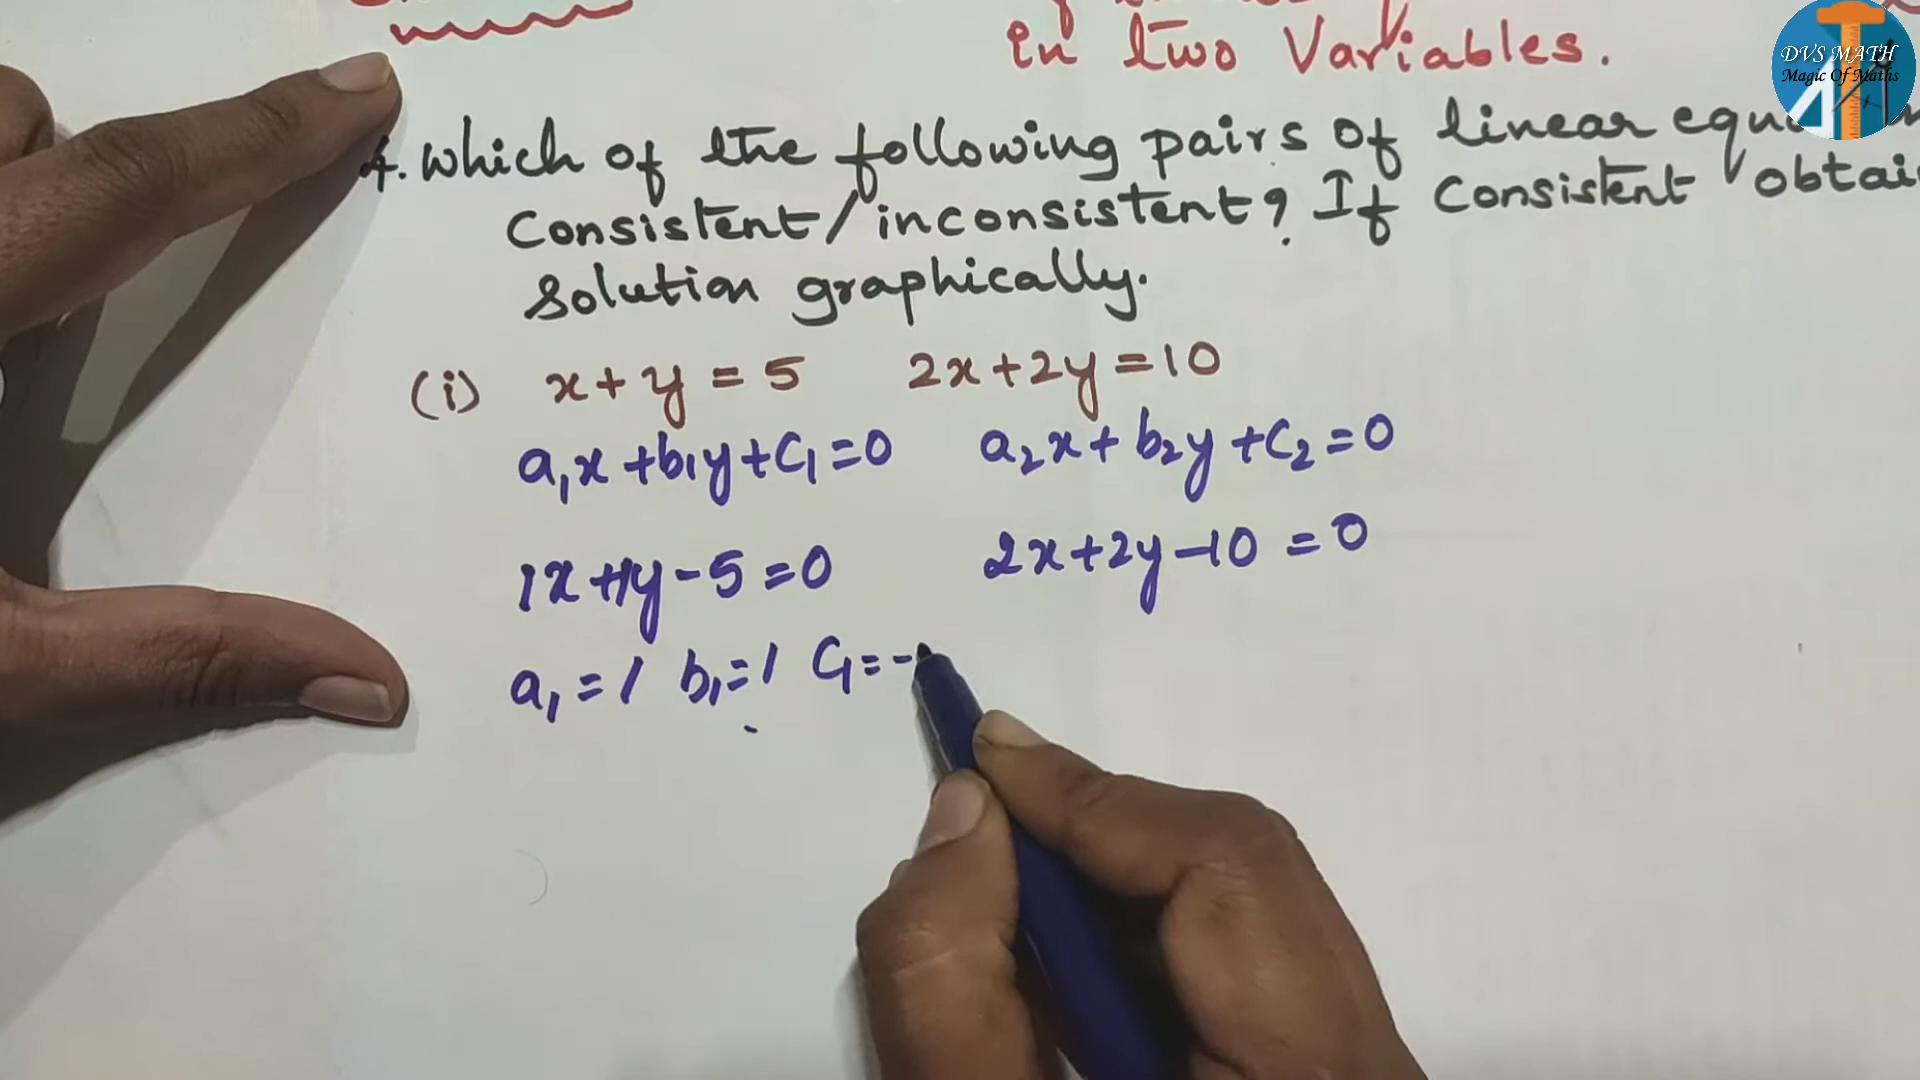 in two Variables.
DVS MATH
Magic Of Maths
4. Which of the following pairs of linear
Consistent/inconsistent? If Consistent
Solution graphically.
(i) x+y=5 2x+2y=10
a₁x+b₁y+C₁=0 a₂x+b₂y+C₂=0
1x+1y-5=0 2x+2y-10=0
a₁=1 b₁=1 C₁=-